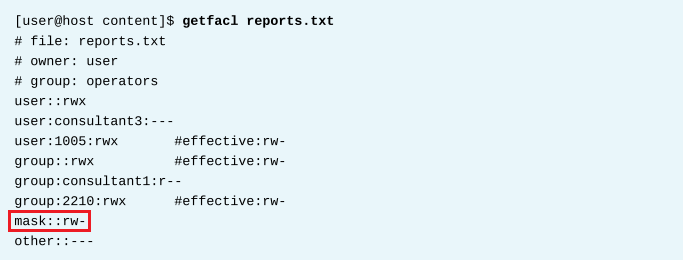 [user@host content]$ getfacl reports.txt
# file: reports.txt
# owner: user
# group: operators
user::rwx
user:consultant3:---
user:1005:rwx       #effective:rw-
group::rwx          #effective:rw-
group:consultant1:r--
group:2210:rwx      #effective:rw-
mask::rw-
other::---